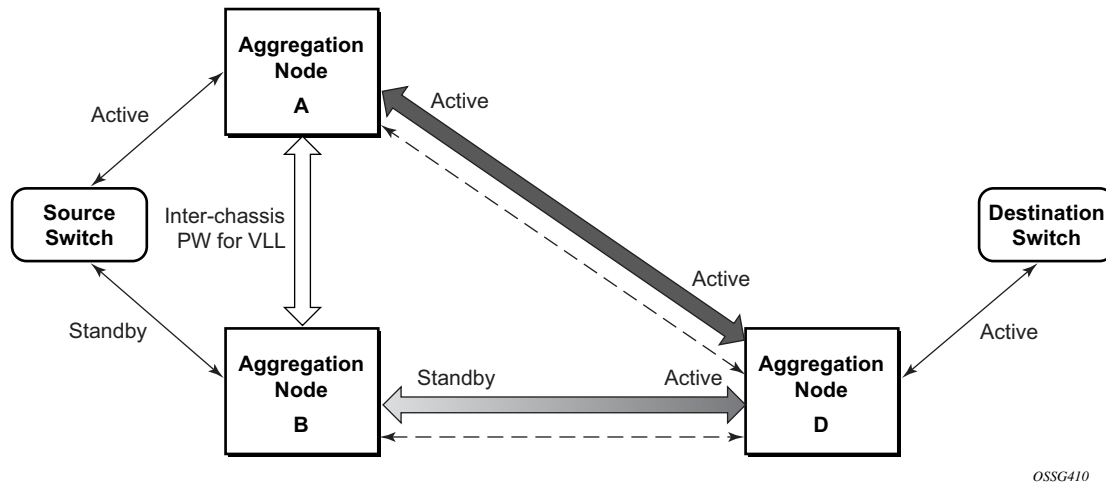 Aggregation
Node
A
Active
Active
Source
Switch
Inter-chassis
PW for VLL
Destination
Switch
Active
Standby
Active
Aggregation
Node
B
Standby
Active
Aggregation
Node
D
OSSG410